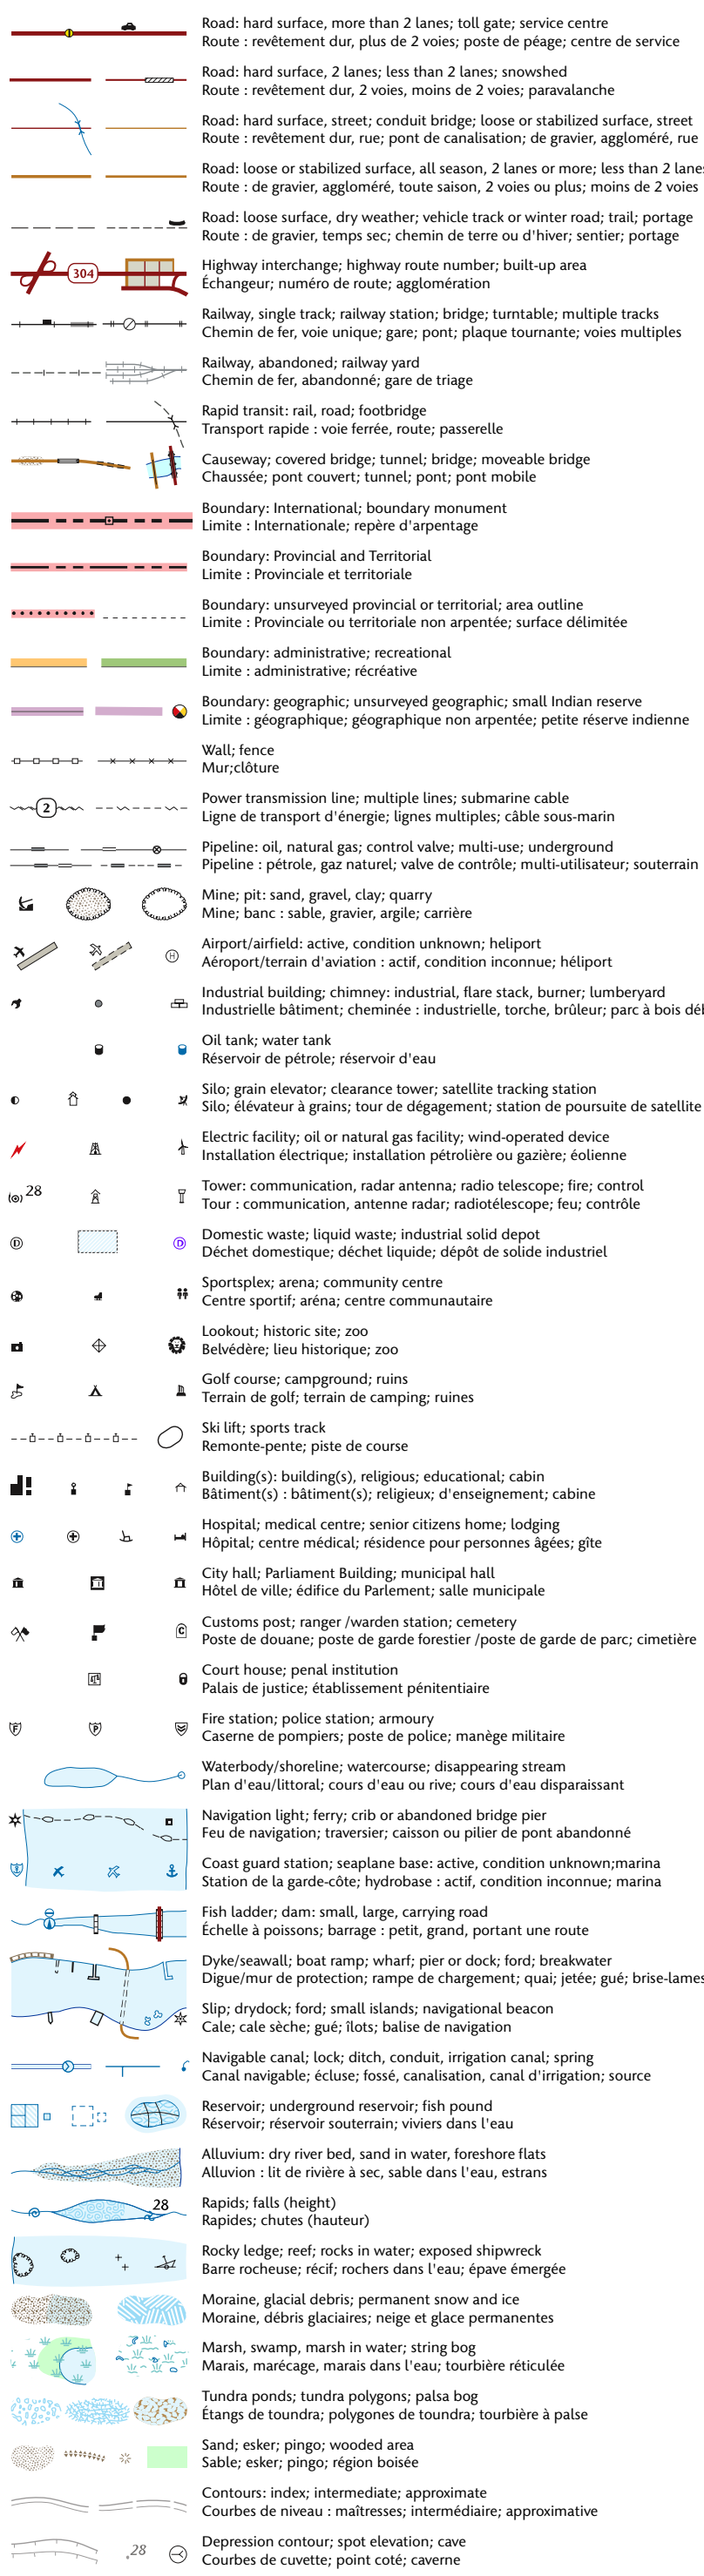 Road: hard surface, more than 2 lanes; toll gate; service centre
Route : revêtement dur, plus de 2 voies; poste de péage; centre de service
Road: hard surface, 2 lanes; less than 2 lanes; snowshed
Route : revêtement dur, 2 voies, moins de 2 voies; paravalanche
Road: hard surface, street; conduit bridge; loose or stabilized surface, street
Route : revêtement dur, rue; pont de canalisation; de gravier, aggloméré, rue
Road: loose or stabilized surface, all season, 2 lanes or more; less than 2 lanes
Route : de gravier, aggloméré, toute saison, 2 voies ou plus; moins de 2 voies
Road: loose surface, dry weather; vehicle track or winter road; trail; portage
Route : de gravier, temps sec; chemin de terre ou d'hiver; sentier; portage
304
Highway interchange; highway route number; built-up area
Échangeur; numéro de route; agglomération
Railway, single track; railway station; bridge; turntable; multiple tracks
Chemin de fer, voie unique; gare; pont; plaque tournante; voies multiples
Railway, abandoned; railway yard
Chemin de fer, abandonné; gare de triage
Rapid transit: rail, road; footbridge
Transport rapide : voie ferrée, route; passerelle
Causeway; covered bridge; tunnel; bridge; moveable bridge
Chaussée; pont couvert; tunnel; pont; pont mobile
Boundary: International; boundary monument
Limite : Internationale; repère d'arpentage
Boundary: Provincial and Territorial
Limite : Provinciale et territoriale
Boundary: unsurveyed provincial or territorial; area outline
Limite : Provinciale ou territoriale non arpentée; surface délimitée
Boundary: administrative; recreational
Limite : administrative; récréative
Boundary: geographic; unsurveyed geographic; small Indian reserve
Limite : géographique; géographique non arpentée; petite réserve indienne
Wall; fence
Mur;clôture
2
Power transmission line; multiple lines; submarine cable
Ligne de transport d'énergie; lignes multiples; câble sous-marin
Pipeline: oil, natural gas; control valve; multi-use; underground
Pipeline : pétrole, gaz naturel; valve de contrôle; multi-utilisateur; souterrain
Mine; pit: sand, gravel, clay; quarry
Mine; banc : sable, gravier, argile; carrière
H
Airport/airfield: active, condition unknown; heliport
Aéroport/terrain d'aviation : actif, condition inconnue; héliport
Industrial building; chimney: industrial, flare stack, burner; lumberyard
Industrielle bâtiment; cheminée : industrielle, torche, brûleur; parc à bois
Oil tank; water tank
Réservoir de pétrole; réservoir d'eau
Silo; grain elevator; clearance tower; satellite tracking station
Silo; élévateur à grains; tour de dégagement; station de poursuite de satellite
Electric facility; oil or natural gas facility; wind-operated device
Installation électrique; installation pétrolière ou gazière; éolienne
28
Tower: communication, radar antenna; radio telescope; fire; control
Tour : communication, antenne radar; radiotélescope; feu; contrôle
D D
Domestic waste; liquid waste; industrial solid depot
Déchet domestique; déchet liquide; dépôt de solide industriel
Sportsplex; arena; community centre
Centre sportif; aréna; centre communautaire
Lookout; historic site; zoo
Belvédère; lieu historique; zoo
Golf course; campground; ruins
Terrain de golf; terrain de camping; ruines
Ski lift; sports track
Remonte-pente; piste de course
Building(s): building(s), religious; educational; cabin
Bâtiment(s) : bâtiment(s); religieux; d'enseignement; cabine
Hospital; medical centre; senior citizens home; lodging
Hôpital; centre médical; résidence pour personnes âgées; gîte
City hall; Parliament Building; municipal hall
Hôtel de ville; édifice du Parlement; salle municipale
C
Customs post; ranger /warden station; cemetery
Poste de douane; poste de garde forestier /poste de garde de parc; cimetière
Court house; penal institution
Palais de justice; établissement pénitentiaire
F P
Fire station; police station; armoury
Caserne de pompiers; poste de police; manège militaire
Waterbody/shoreline; watercourse; disappearing stream
Plan d'eau/littoral; cours d'eau ou rive; cours d'eau disparaissant
Navigation light; ferry; crib or abandoned bridge pier
Feu de navigation; traversier; caisson ou pilier de pont abandonné
Coast guard station; seaplane base: active, condition unknown;marina
Station de la garde-côte; hydrobase : actif, condition inconnue; marina
Fish ladder; dam: small, large, carrying road
Échelle à poissons; barrage : petit, grand, portant une route
Dyke/seawall; boat ramp; wharf; pier or dock; ford; breakwater
Digue/mur de protection; rampe de chargement; quai; jetée; gué; brise-lames
Slip; drydock; ford; small islands; navigational beacon
Cale; cale sèche; gué; îlots; balise de navigation
Navigable canal; lock; ditch, conduit, irrigation canal; spring
Canal navigable; écluse; fossé, canalisation, canal d'irrigation; source
Reservoir; underground reservoir; fish pound
Réservoir; réservoir souterrain; viviers dans l'eau
Alluvium: dry river bed, sand in water, foreshore flats
Alluvion : lit de rivière à sec, sable dans l'eau, estrans
28
Rapids; falls (height)
Rapides; chutes (hauteur)
Rocky ledge; reef; rocks in water; exposed shipwreck
Barre rocheuse; récif; rochers dans l'eau; épave émergée
Moraine, glacial debris; permanent snow and ice
Moraine, débris glaciaires; neige et glace permanentes
Marsh, swamp, marsh in water; string bog
Marais, marécage, marais dans l'eau; tourbière réticulée
Tundra ponds; tundra polygons; palsa bog
Étangs de toundra; polygones de toundra; tourbière à palse
Sand; esker; pingo; wooded area
Sable; esker; pingo; région boisée
Contours: index; intermediate; approximate
Courbes de niveau : maîtresses; intermédiaire; approximative
.28
Depression contour; spot elevation; cave
Courbes de cuvette; point coté; caverne